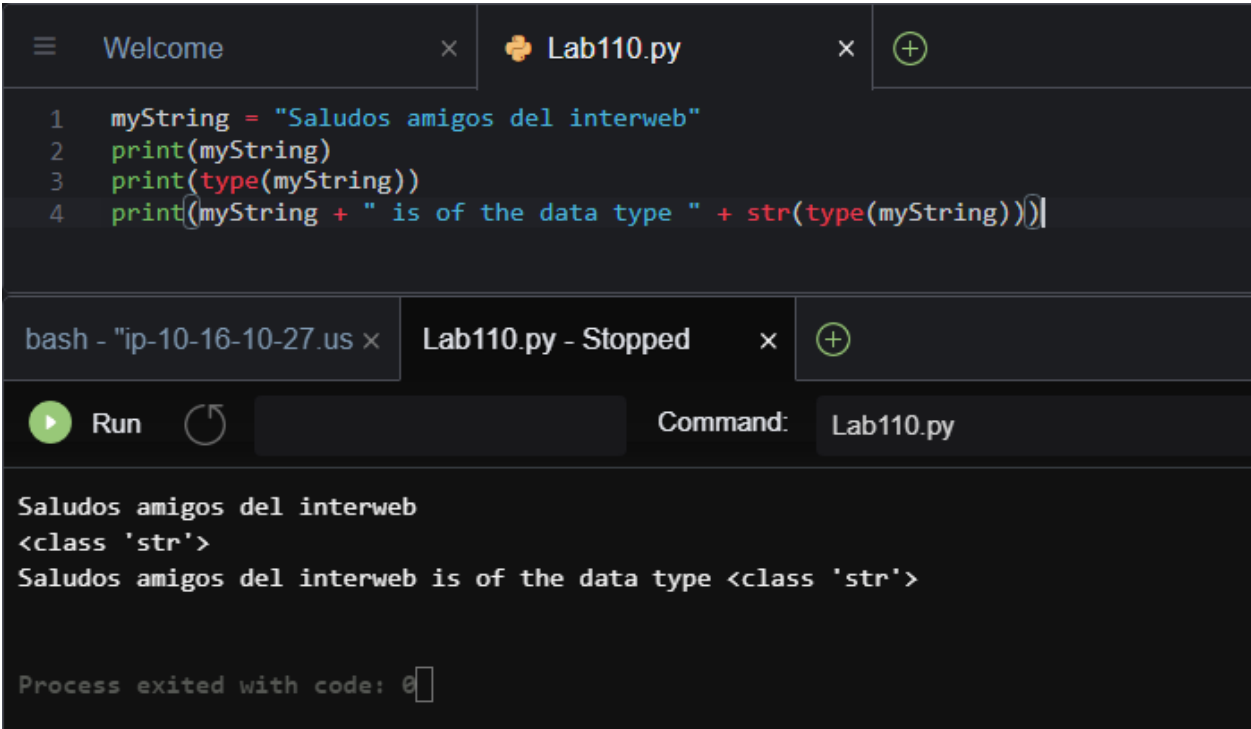 Welcome
Lab110.py
1 myString = "Saludos amigos del interweb"
2 print(myString)
3 print(type(myString))
4 print(myString + " is of the data type " + str(type(myString)))
bash - "ip-10-16-10-27.us
Lab110.py - Stopped
Run
Command:
Lab110.py
Saludos amigos del interweb
<class 'str'>
Saludos amigos del interweb is of the data type <class 'str'>
Process exited with code: 0